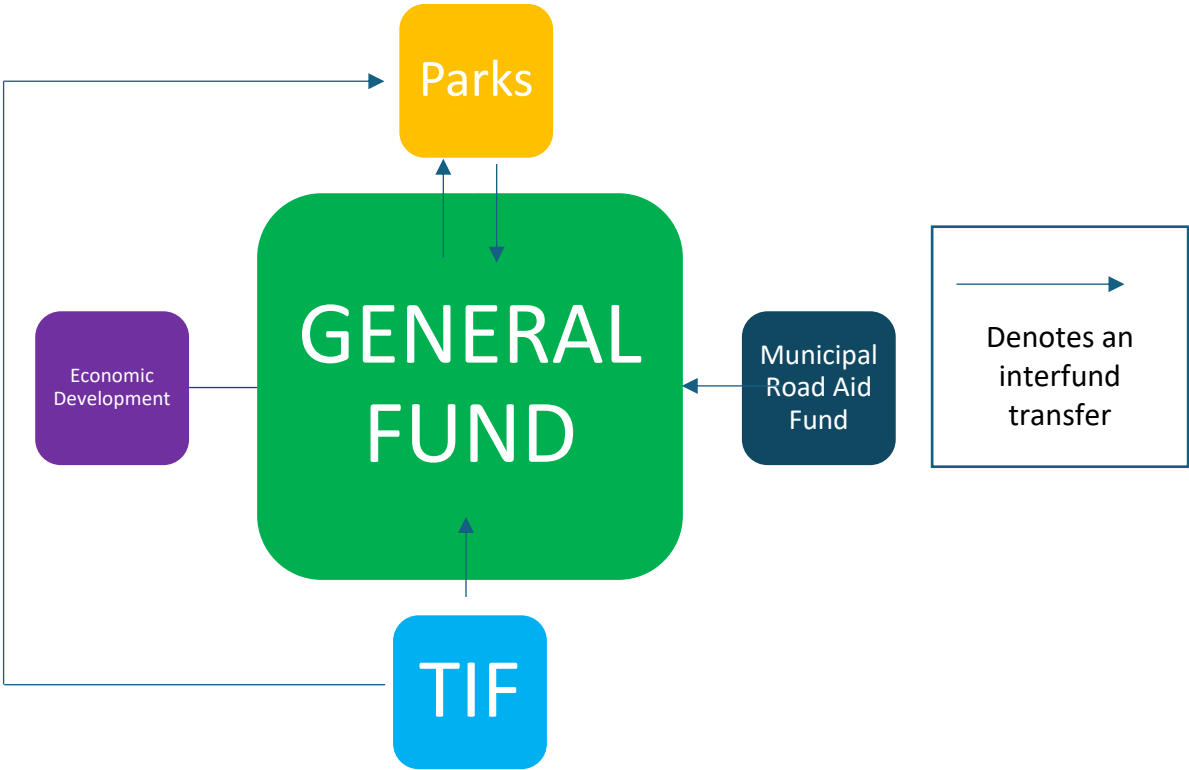 Parks
GENERAL
FUND
Economic
Development
Municipal
Road Aid
Fund
Denotes an
interfund
transfer
TIF